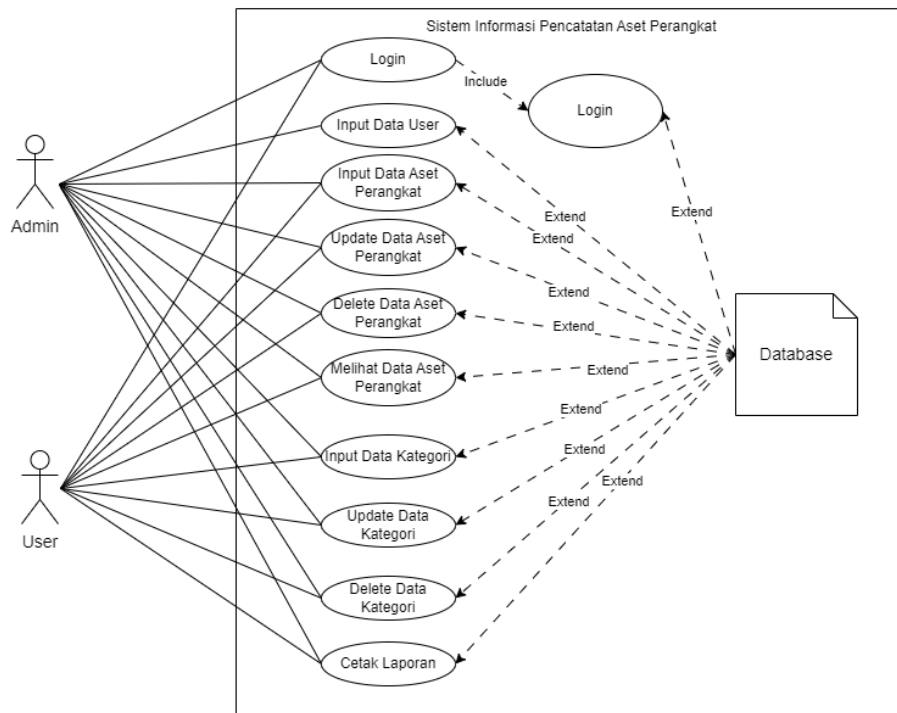 Sistem Informasi Pencatatan Aset Perangkat
Login
Include
Login
Input Data User
Input Data Aset
Perangkat
Update Data Aset
Perangkat
Delete Data Aset
Perangkat
Melihat Data Aset
Perangkat
Input Data Kategori
Update Data
Kategori
Delete Data
Kategori
Cetak Laporan
Admin
User
Extend
Extend
Extend
Extend
Extend
Extend
Extend
Extend
Extend
Extend
Database